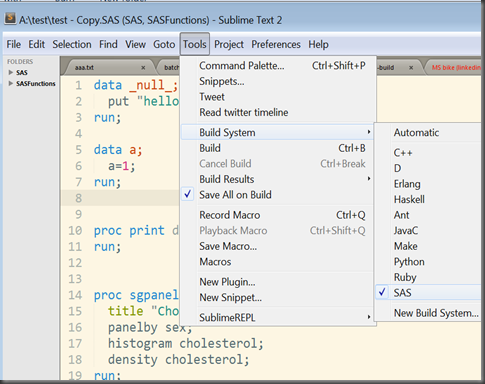 A:\test\test - Copy.SAS (SAS, SASFunctions) - Sublime Text 2
File Edit Selection Find View Goto Tools Project Preferences Help
FOLDERS
SAS
SASFunctions
aaa.txt batch -build M5 bike (linkedin
1 data _null_;
2 put "hello
3 run;
4
5 data a;
6 a=1;
7 run;
8
9
10 proc print d
11 run;
12
13
14 proc sgpanel
15 title "Cho
16 panelby sex;
17 histogram cholesterol;
18 density cholesterol;
19 run;
Command Palette... Ctrl+Shift+P
Snippets...
Tweet
Read twitter timeline
Build System
Build Ctrl+B
Cancel Build Ctrl+Break
Build Results
Save All on Build
Record Macro Ctrl+Q
Playback Macro Ctrl+Shift+Q
Save Macro...
Macros
New Plugin...
New Snippet...
SublimeREPL
Automatic
C++
D
Erlang
Haskell
Ant
JavaC
Make
Python
Ruby
SAS
New Build System...